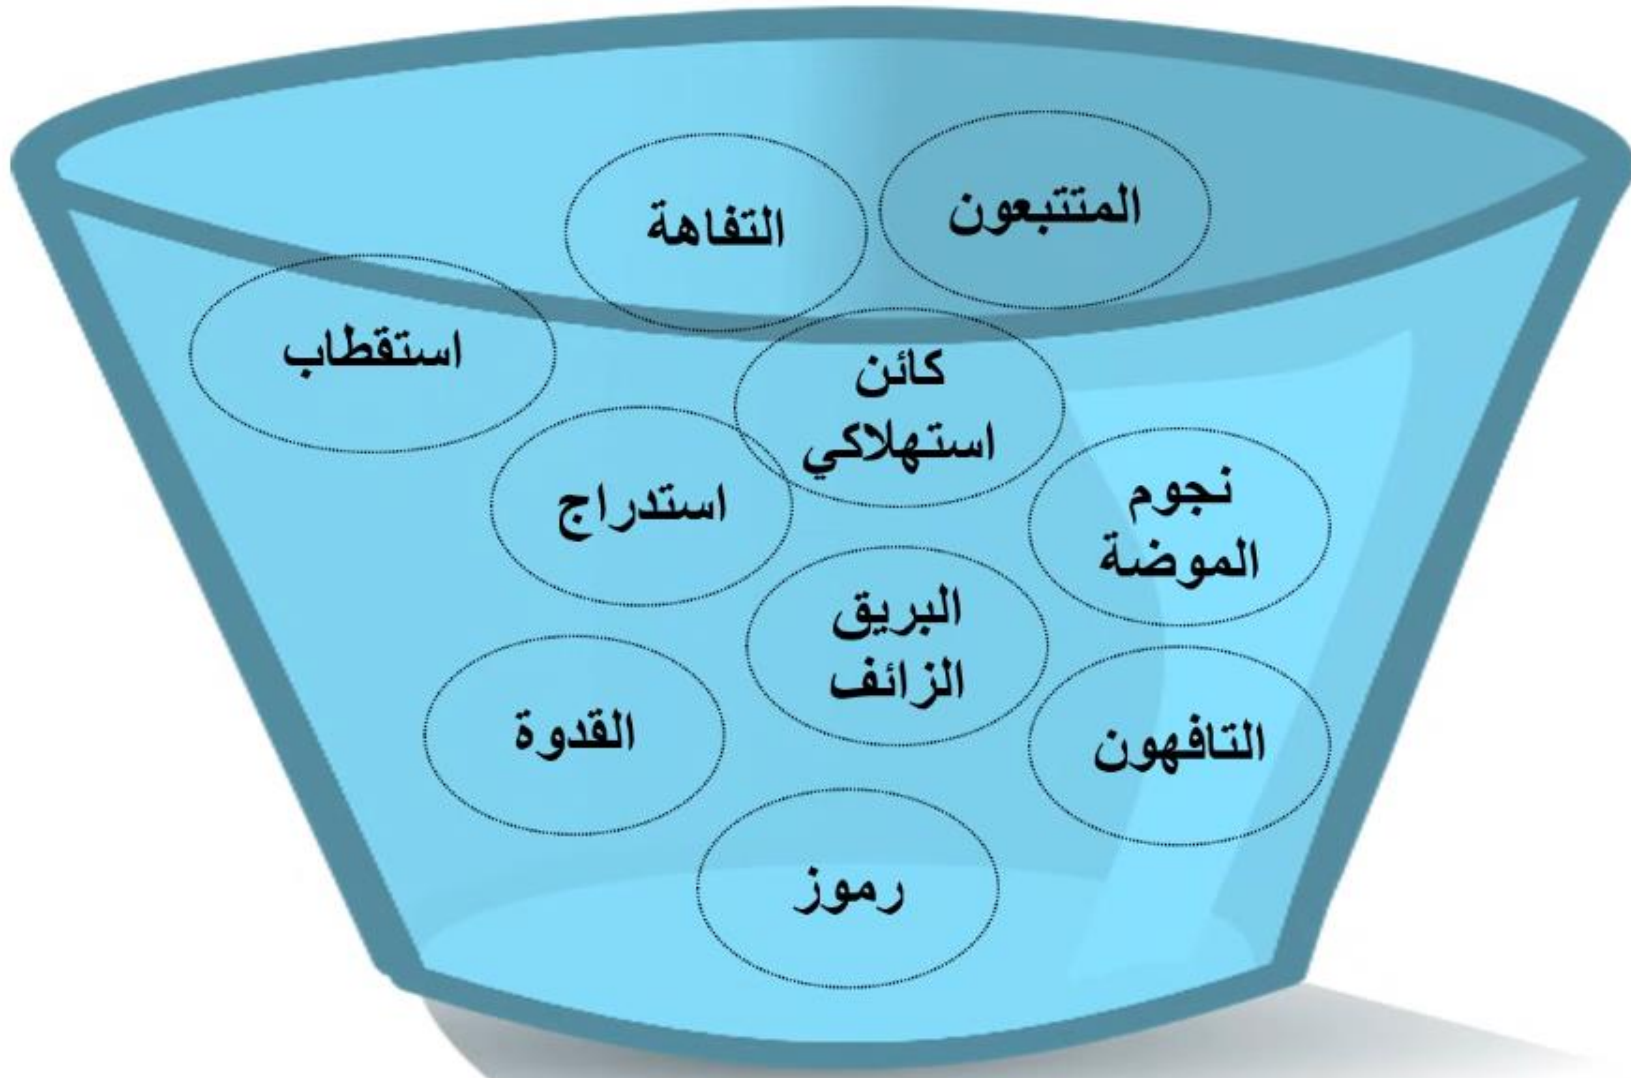 المتتبعون
التفاهة
استقطاب
كائن
استهلاكي
نجوم
الموضة
استدراج
البريق
الزائف
التافهون
القدوة
رموز